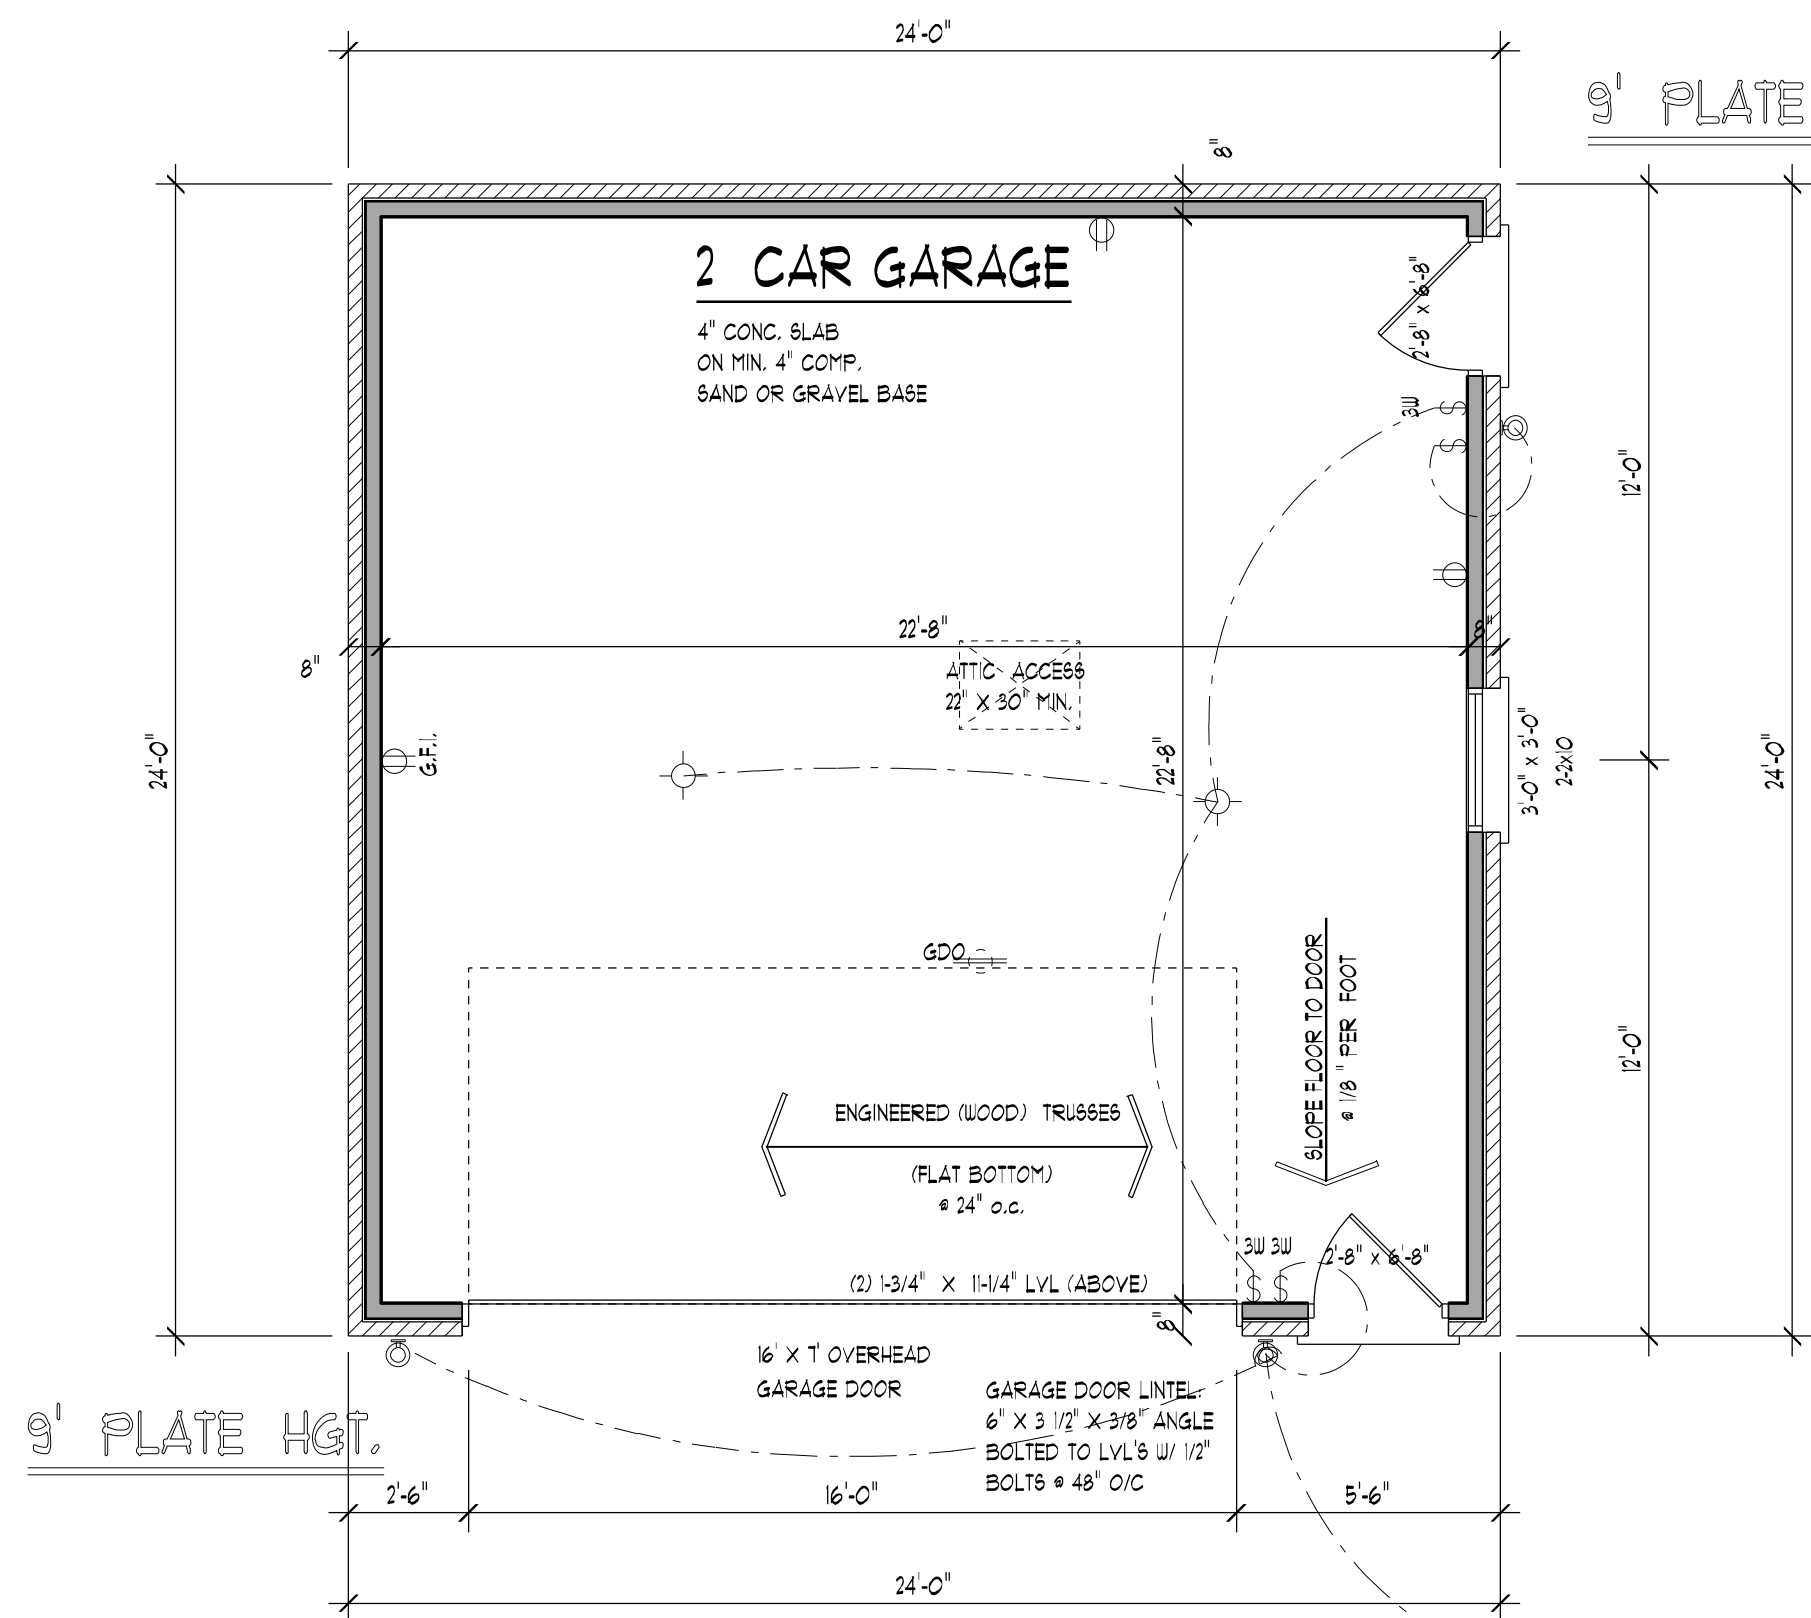 24'-0"
9' PLATE
8"
2 CAR GARAGE
4" CONC. SLAB
ON MIN. 4" COMP.
SAND OR GRAVEL BASE
2'-8" x 6'-8"
3W
S
S
12'-0"
22'-8"
8"
8"
ATTIC ACCESS
22" X 30" MIN.
24'-0"
G.F.I.
22'-8"
3'-0" x 3'-0"
2-2x10
24'-0"
GDO
SLOPE FLOOR TO DOOR
@ 1/8 " PER FOOT
12'-0"
ENGINEERED (WOOD) TRUSSES
(FLAT BOTTOM)
@ 24" o.c.
3W 3W
S S
2'-8" x 6'-8"
(2) 1-3/4" X 11-1/4" LVL (ABOVE)
8"
16' X 7' OVERHEAD
GARAGE DOOR
GARAGE DOOR LINTEL:
6" X 3 1/2" X 3/8" ANGLE
BOLTED TO LVL'S W/ 1/2"
BOLTS @ 48" O/C
9' PLATE HGT.
2'-6"
16'-0"
5'-6"
24'-0"